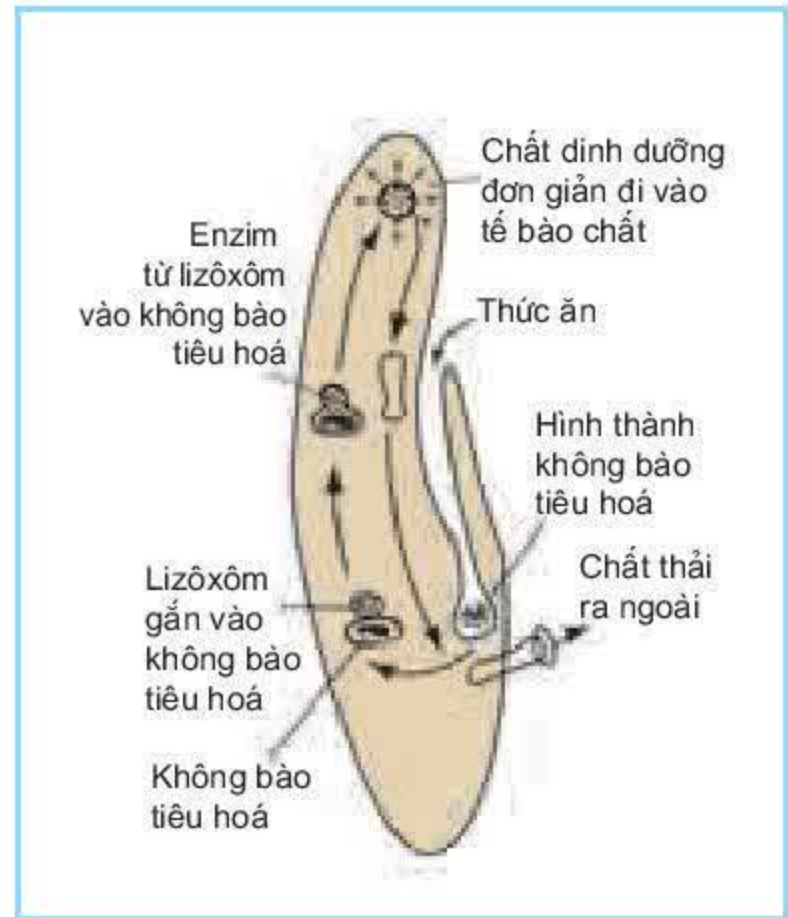 Chất dinh dưỡng
đơn giản đi vào
tế bào chất
Enzim
từ lizôxôm
vào không bào
tiêu hoá
Thức ăn
Hình thành
không bào
tiêu hoá
Chất thải
ra ngoài
Lizôxôm
gắn vào
không bào
tiêu hoá
Không bào
tiêu hoá